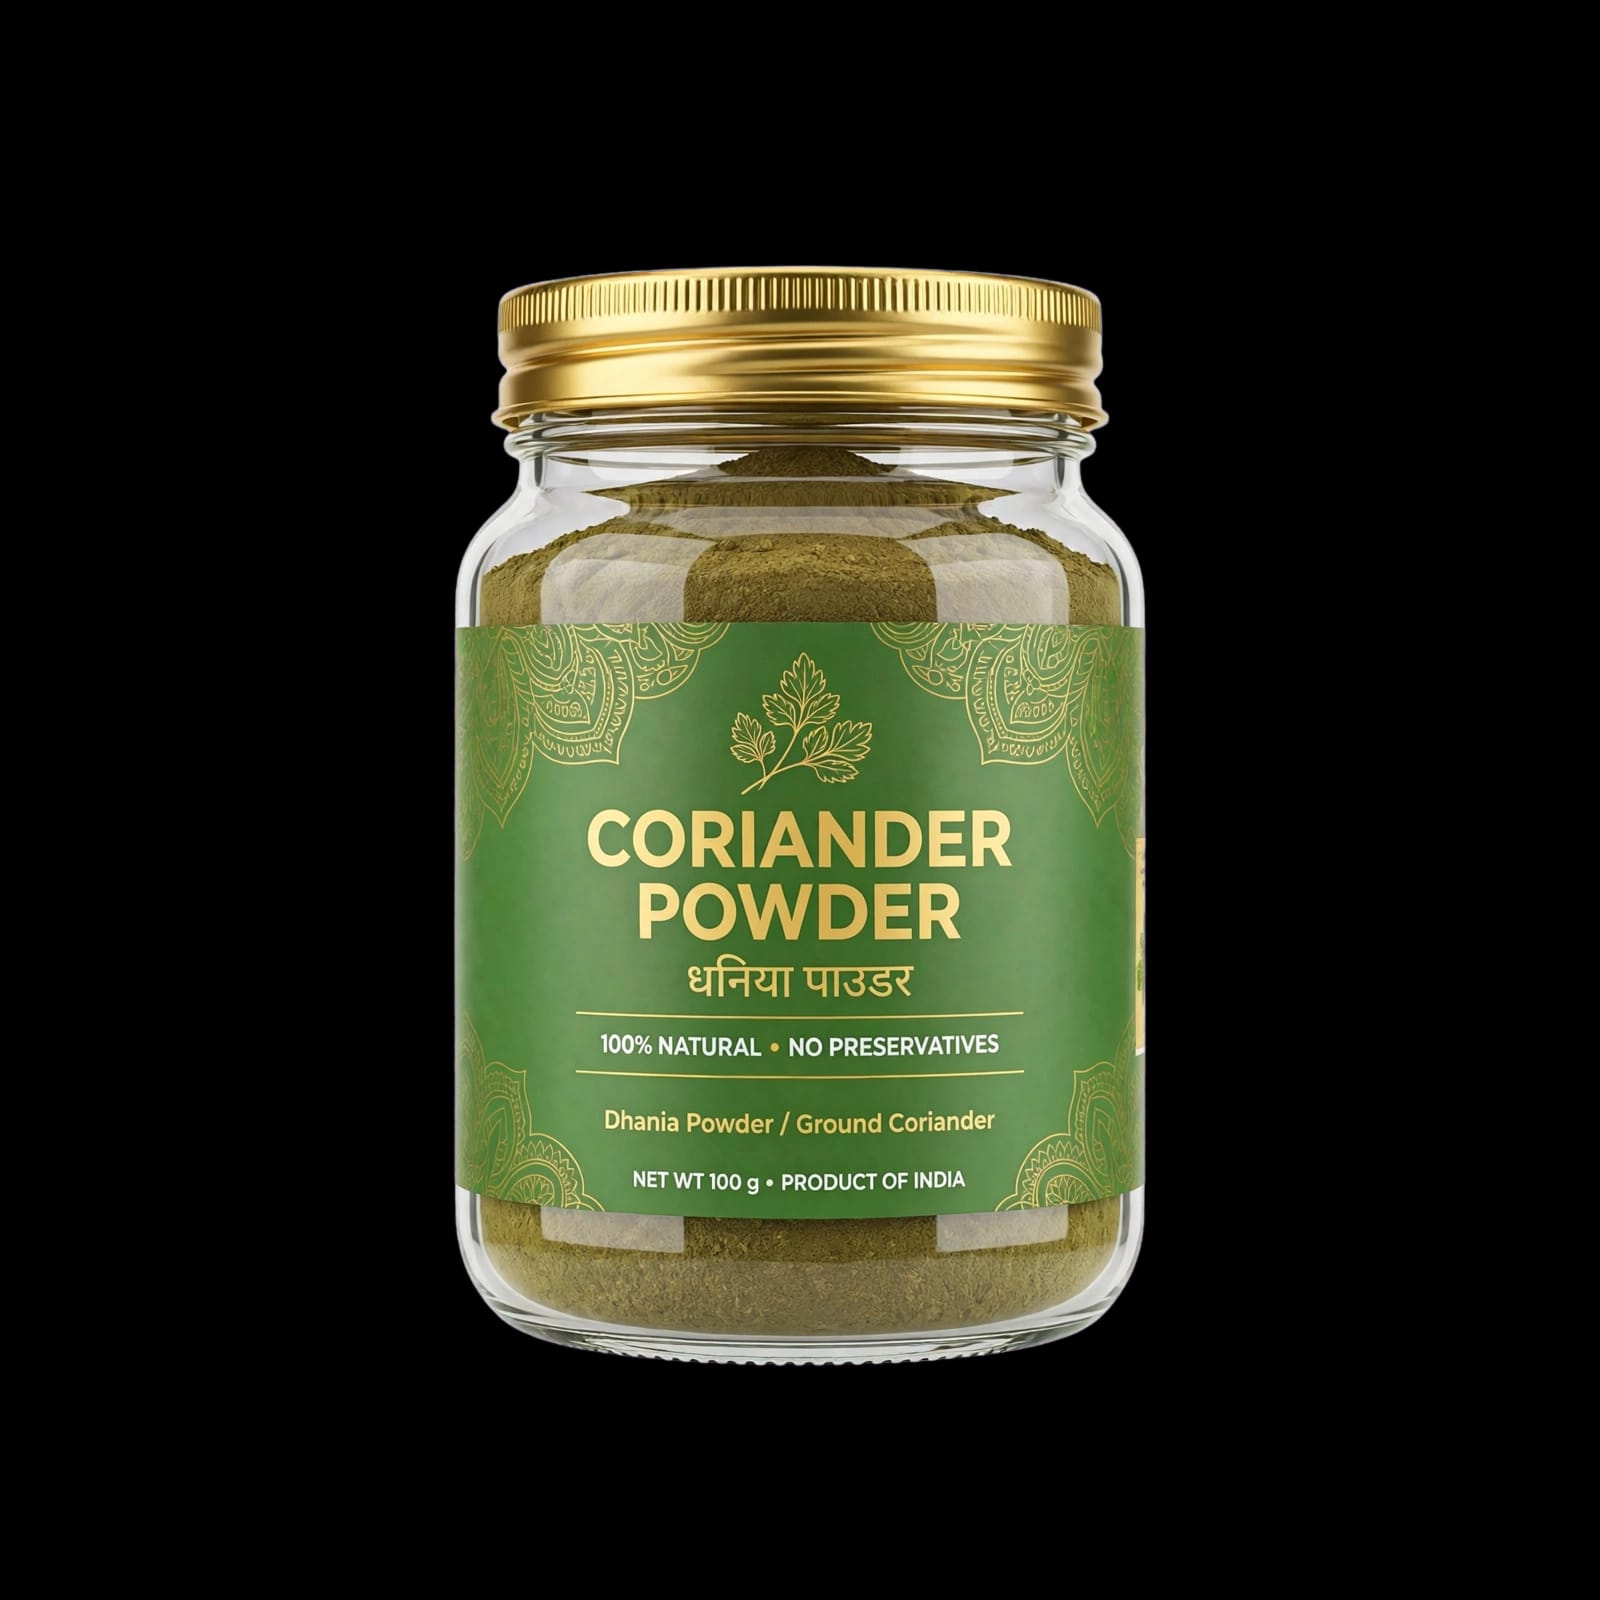 CORIANDER
POWDER
धनिया पाउडर
100% NATURAL • NO PRESERVATIVES
Dhania Powder / Ground Coriander
NET WT 100 g • PRODUCT OF INDIA